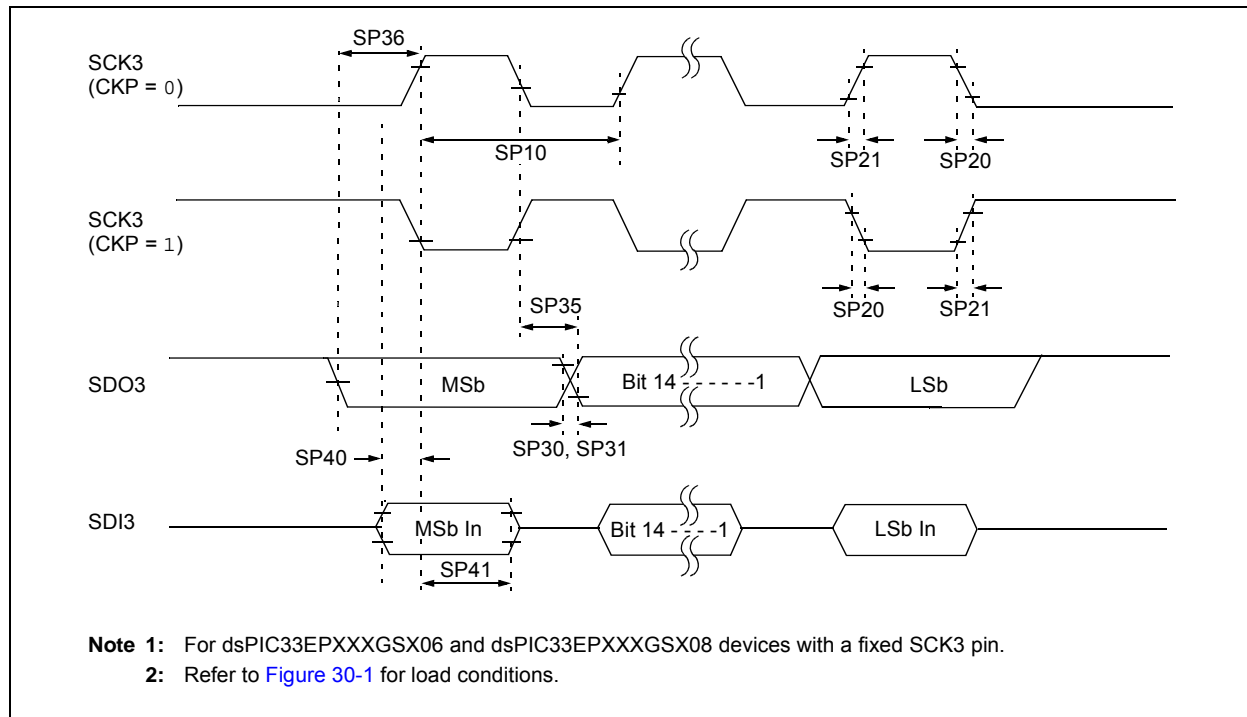 SP36
SCK3
(CKP = 0)
SP10
SP21
SP20
SCK3
(CKP = 1)
SP35
SP20
SP21
SDO3
MSb
Bit 14 - - - - - -1
LSb
SP40
SP30, SP31
SDI3
MSb In
Bit 14 - - - - -1
LSb In
SP41
Note 1: For dsPIC33EPXXXGSX06 and dsPIC33EPXXXGSX08 devices with a fixed SCK3 pin.
2: Refer to Figure 30-1 for load conditions.